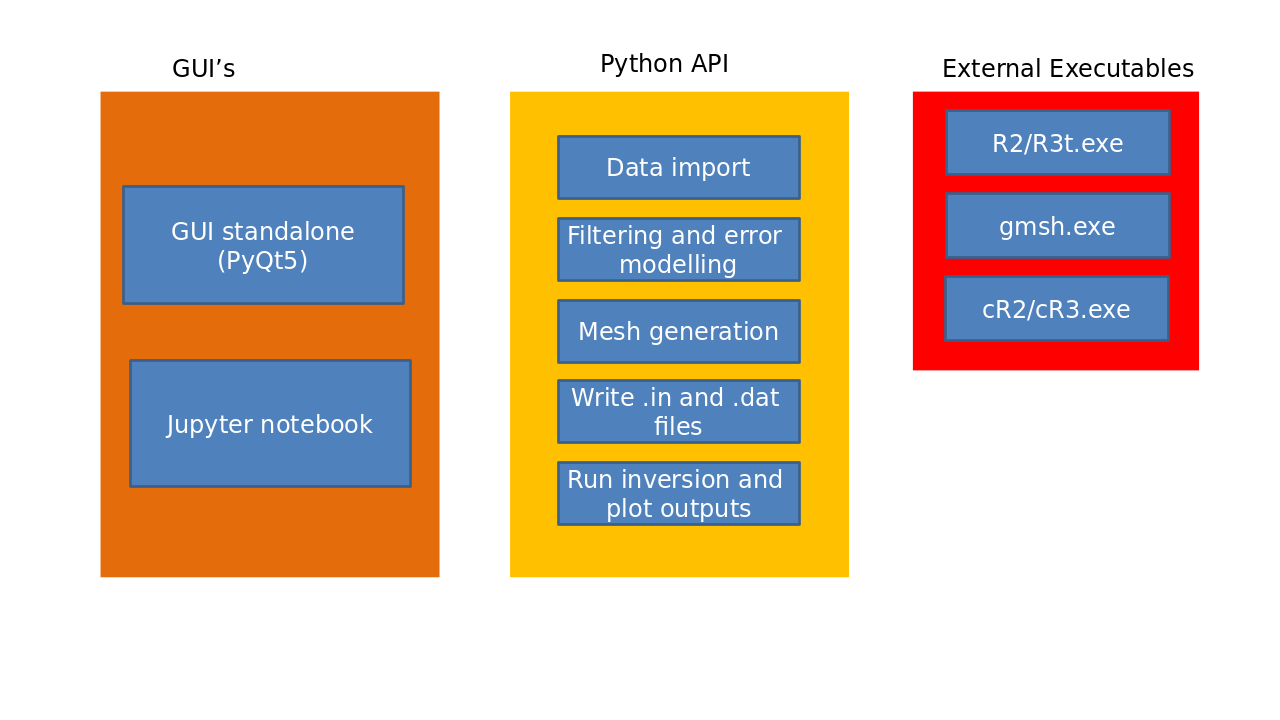 GUI’s
GUI standalone
(PyQt5)
Jupyter notebook
Python API
Data import
Filtering and error
modelling
Mesh generation
Write .in and .dat
files
Run inversion and
plot outputs
External Executables
R2/R3t.exe
gmsh.exe
cR2/cR3.exe